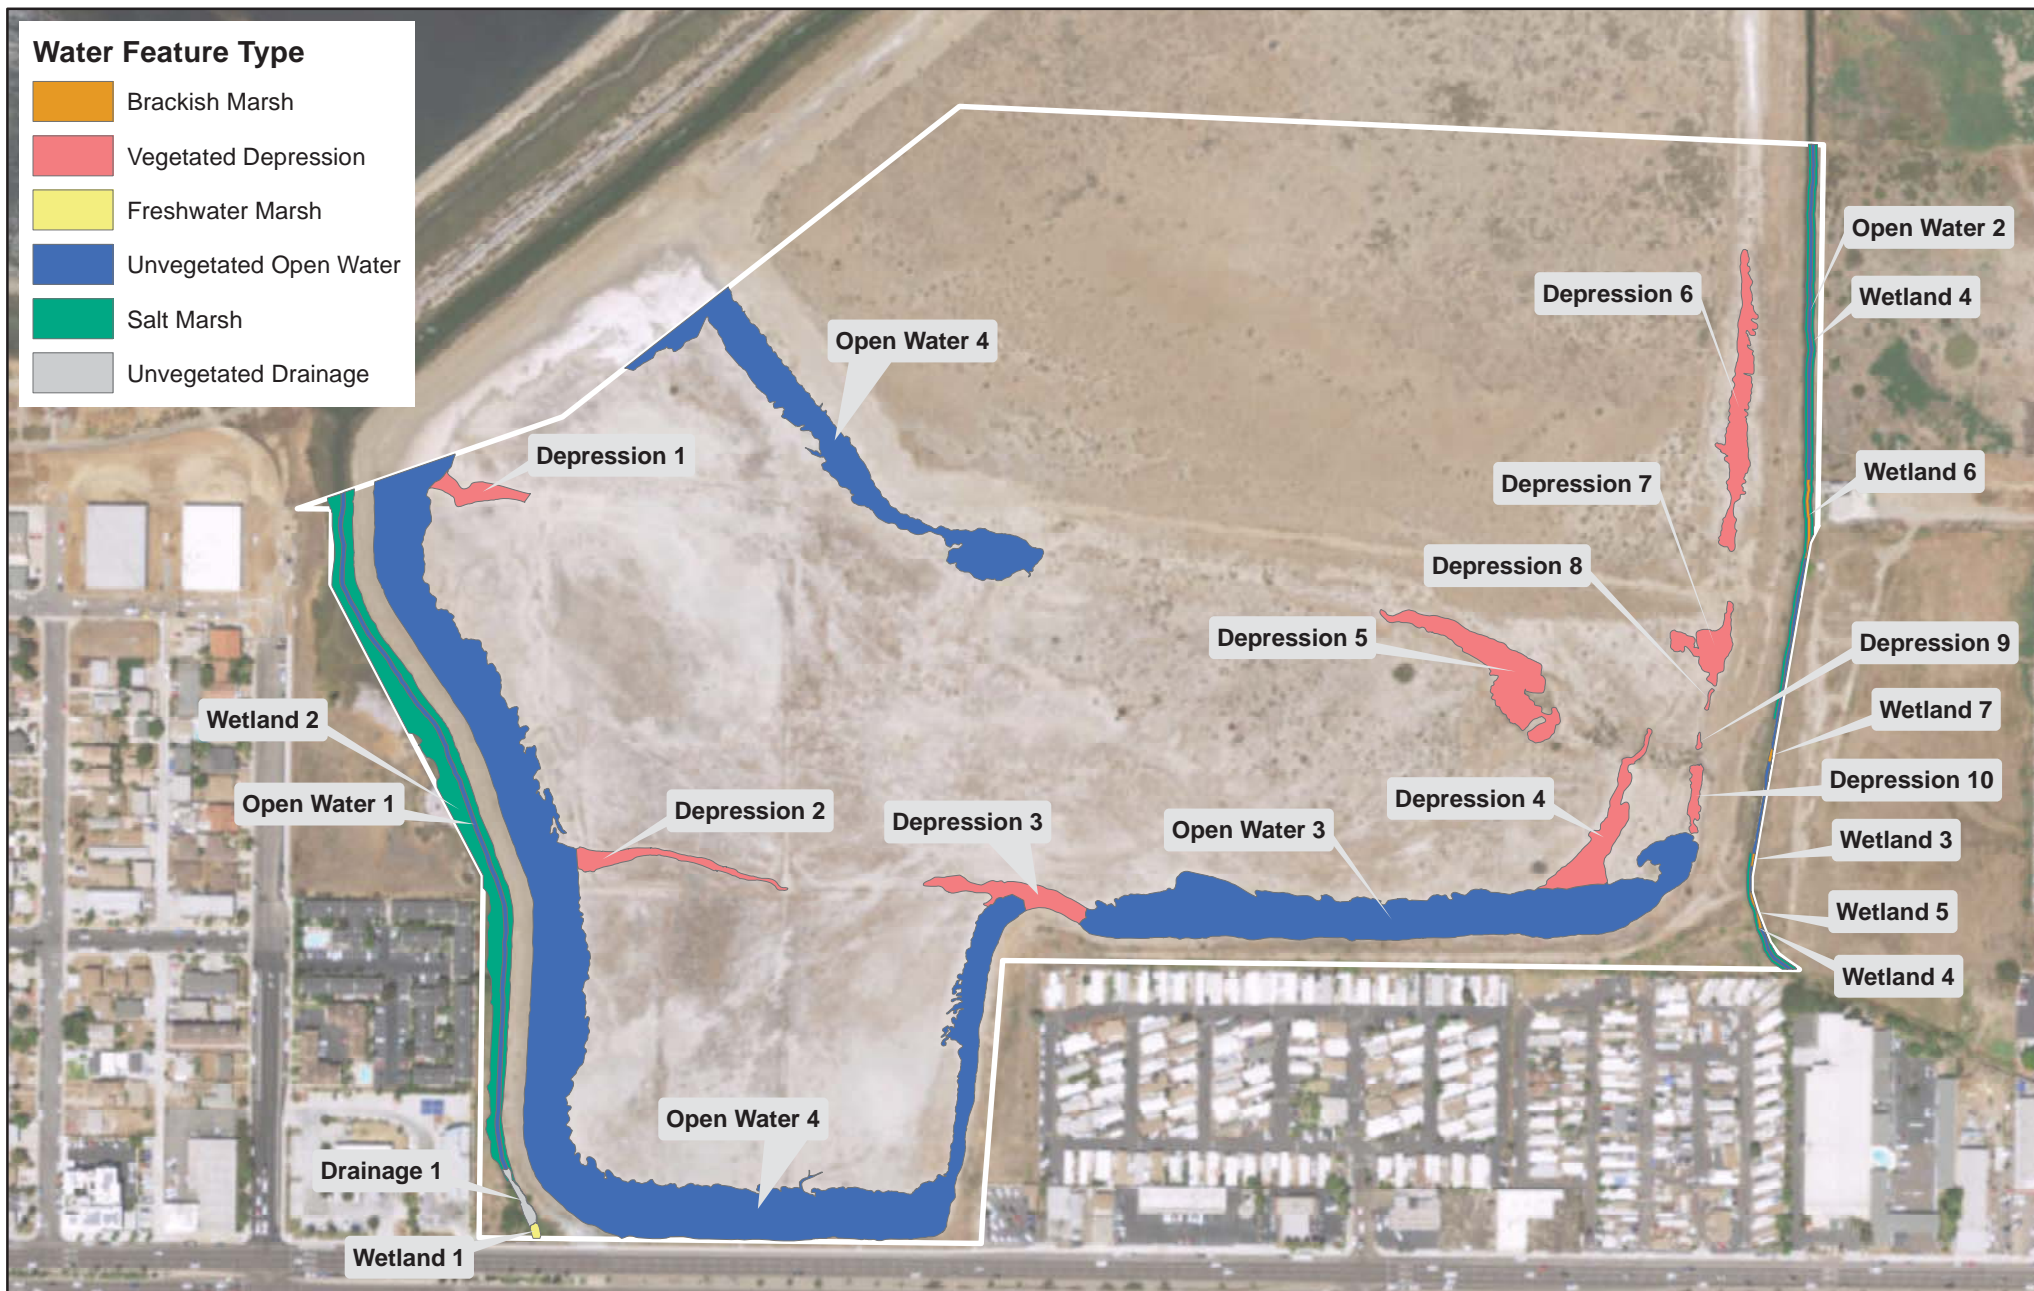 Water Feature Type
Brackish Marsh
Vegetated Depression
Freshwater Marsh
Unvegetated Open Water
Salt Marsh
Unvegetated Drainage
Open Water 2
Depression 6
Wetland 4
Open Water 4
Depression 1
Wetland 6
Depression 7
Depression 8
Depression 5
Depression 9
Wetland 2
Wetland 7
Open Water 1
Depression 2
Depression 3
Open Water 3
Depression 4
Depression 10
Wetland 3
Wetland 5
Wetland 4
Open Water 4
Drainage 1
Wetland 1